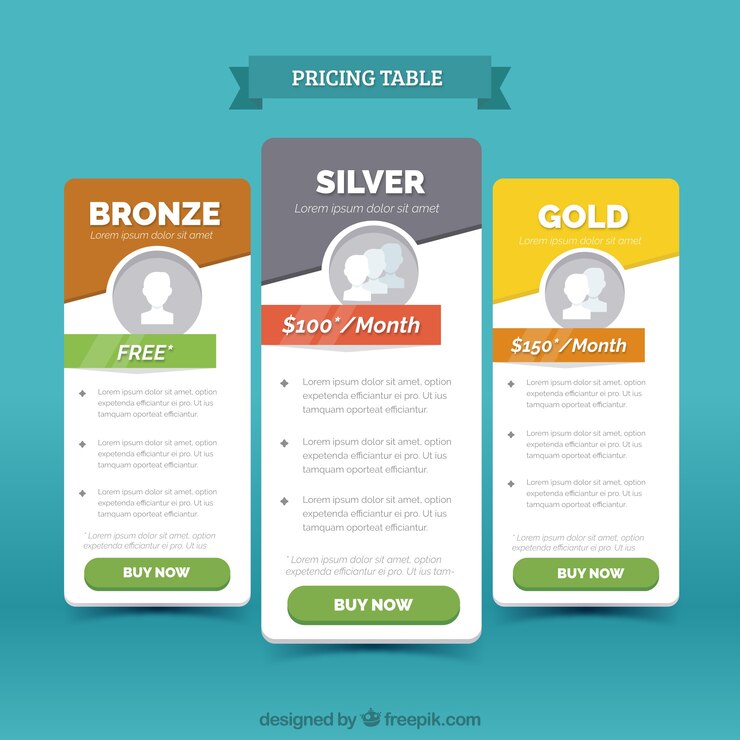 PRICING TABLE
BRONZE
Lorem ipsum dolor sit amet
FREE*
Lorem ipsum dolor sit amet, option
expetenda efficiantur ei pro. Ut ius
tamquam oporteat efficiantur.
Lorem ipsum dolor sit amet, option
expetenda efficiantur ei pro. Ut ius
tamquam oporteat efficiantur.
Lorem ipsum dolor sit amet, option
expetenda efficiantur ei pro. Ut ius
tamquam oporteat efficiantur.
* Lorem ipsum dolor sit amet, option
expetenda efficiantur ei pro. Ut ius
BUY NOW
SILVER
Lorem ipsum dolor sit amet
$100*/Month
Lorem ipsum dolor sit amet, option
expetenda efficiantur ei pro. Ut ius
tamquam oporteat efficiantur.
Lorem ipsum dolor sit amet, option
expetenda efficiantur ei pro. Ut ius
tamquam oporteat efficiantur.
Lorem ipsum dolor sit amet, option
expetenda efficiantur ei pro. Ut ius
tamquam oporteat efficiantur.
* Lorem ipsum dolor sit amet, option
expetenda efficiantur ei pro. Ut ius tam-
BUY NOW
GOLD
Lorem ipsum dolor sit amet
$150*/Month
Lorem ipsum dolor sit amet, option
expetenda efficiantur ei pro. Ut ius
tamquam oporteat efficiantur.
Lorem ipsum dolor sit amet, option
expetenda efficiantur ei pro. Ut ius
tamquam oporteat efficiantur.
Lorem ipsum dolor sit amet, option
expetenda efficiantur ei pro. Ut ius
tamquam oporteat efficiantur.
* Lorem ipsum dolor sit amet, option
expetenda efficiantur ei pro. Ut ius
BUY NOW
designed by freepik.com